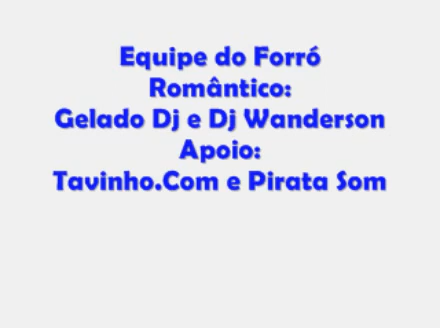 Equipe do Forró
Romântico:
Gelado Dj e Dj Wanderson
Apoio:
Tavinho.Com e Pirata Som